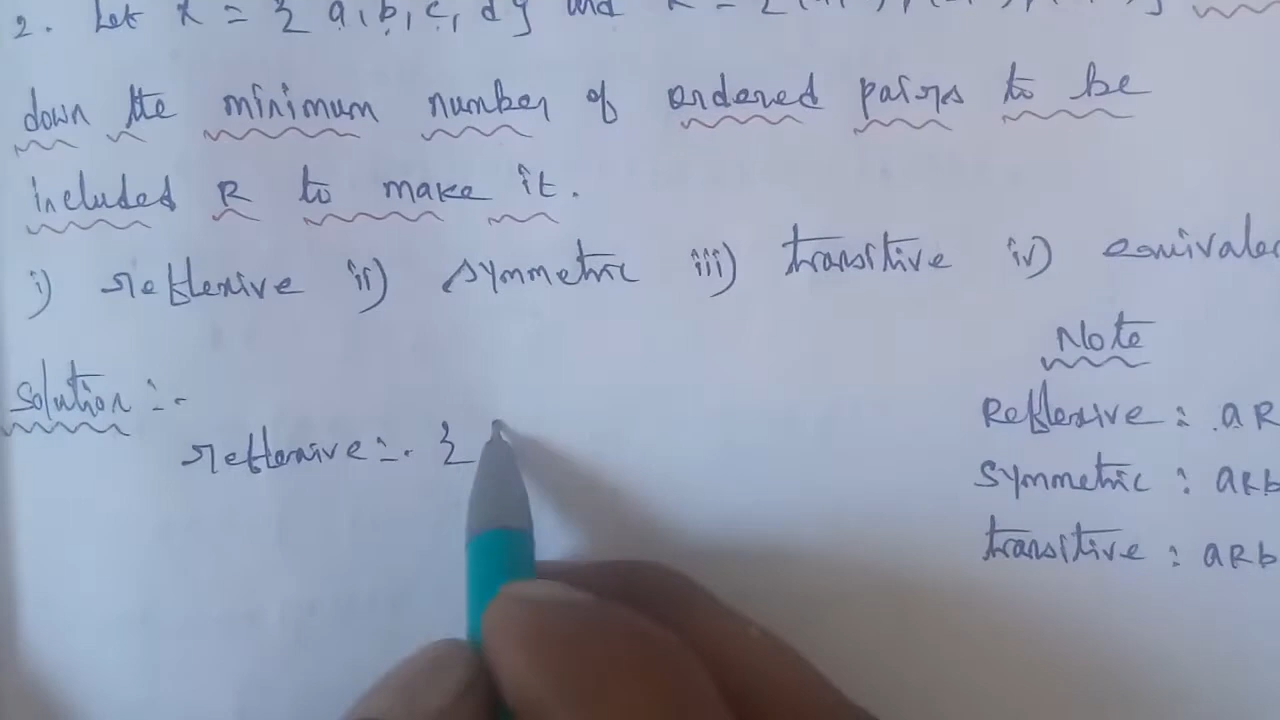 2. Let X = { a, b, c, d } and
down the minimum number of ordered pairs to be
included R to make it.
i) reflexive ii) symmetric iii) transitive iv) equivale
Note
Solution :-
Reflexive : aR
reflexive :- {
Symmetric : aRb
transitive : aRb